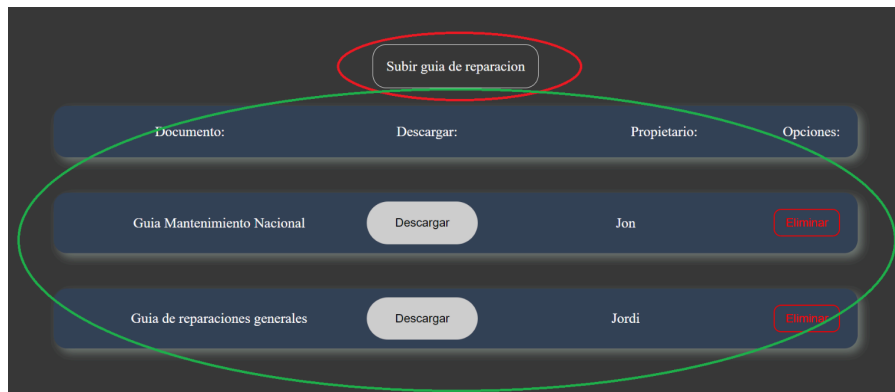 Subir guia de reparacion
Documento: Descargar: Propietario: Opciones:
Guia Mantenimiento Nacional Descargar Jon Eliminar
Guia de reparaciones generales Descargar Jordi Eliminar